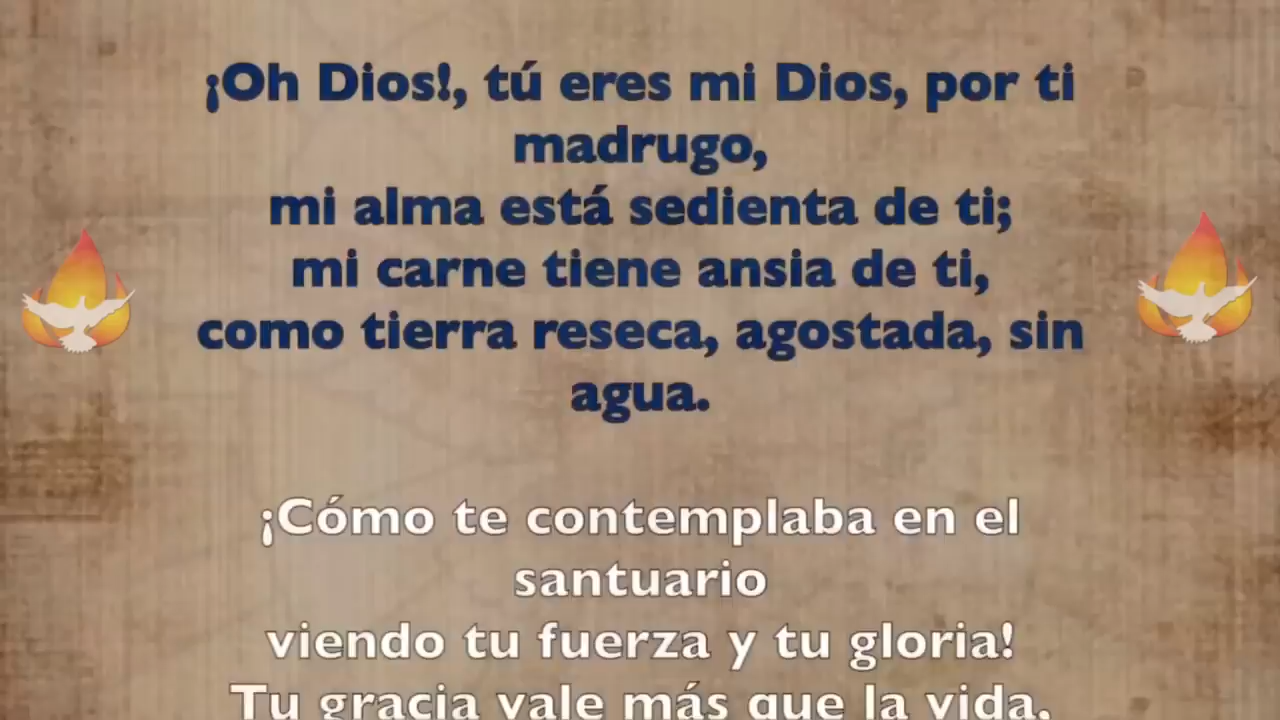 ¡Oh Dios!, tú eres mi Dios, por ti
madrugo,
mi alma está sedienta de ti;
mi carne tiene ansia de ti,
como tierra reseca, agostada, sin
agua.
¡Cómo te contemplaba en el
santuario
viendo tu fuerza y tu gloria!
Tu gracia vale más que la vida,